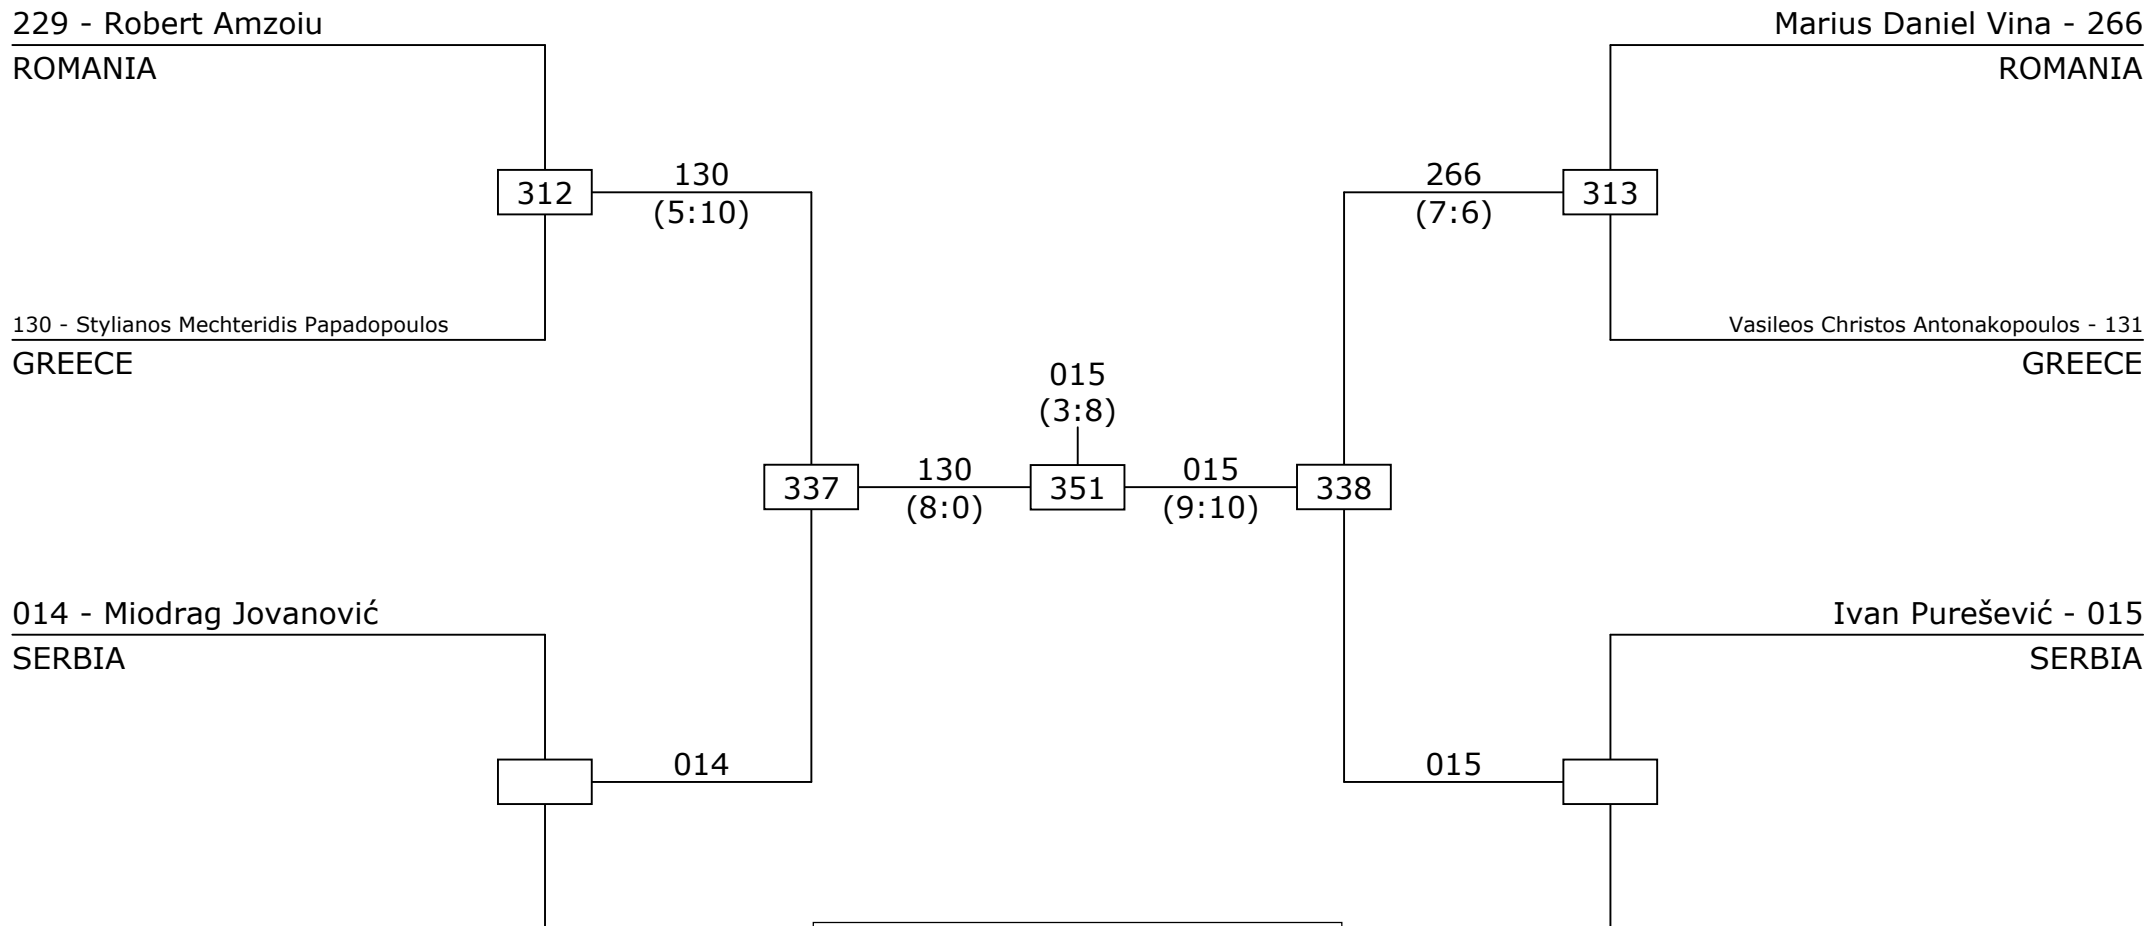 229 - Robert Amzoiu
ROMANIA
Marius Daniel Vina - 266
ROMANIA
312
130
(5:10)
266
(7:6)
313
130 - Stylianos Mechteridis Papadopoulos
GREECE
Vasileos Christos Antonakopoulos - 131
GREECE
015
(3:8)
337
130
(8:0)
351
015
(9:10)
338
014 - Miodrag Jovanović
SERBIA
Ivan Purešević - 015
SERBIA
014
015